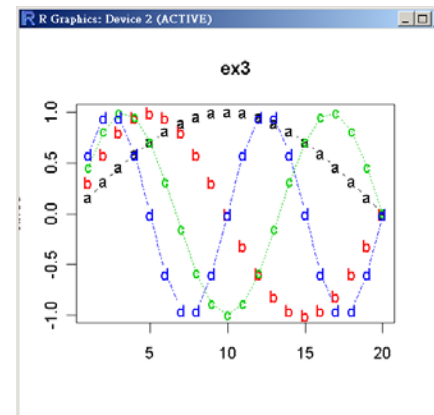 R Graphics: Device 2 (ACTIVE)
ex3
1.0
0.5
0.0
-0.5
-1.0
5
10
15
20
a a a a a a a a a a a a a a a a a a a
b b b b b b b b b b b b b b b b b b b
c c c c c c c c c c c c c c c c c c c
d d d d d d d d d d d d d d d d d d d d